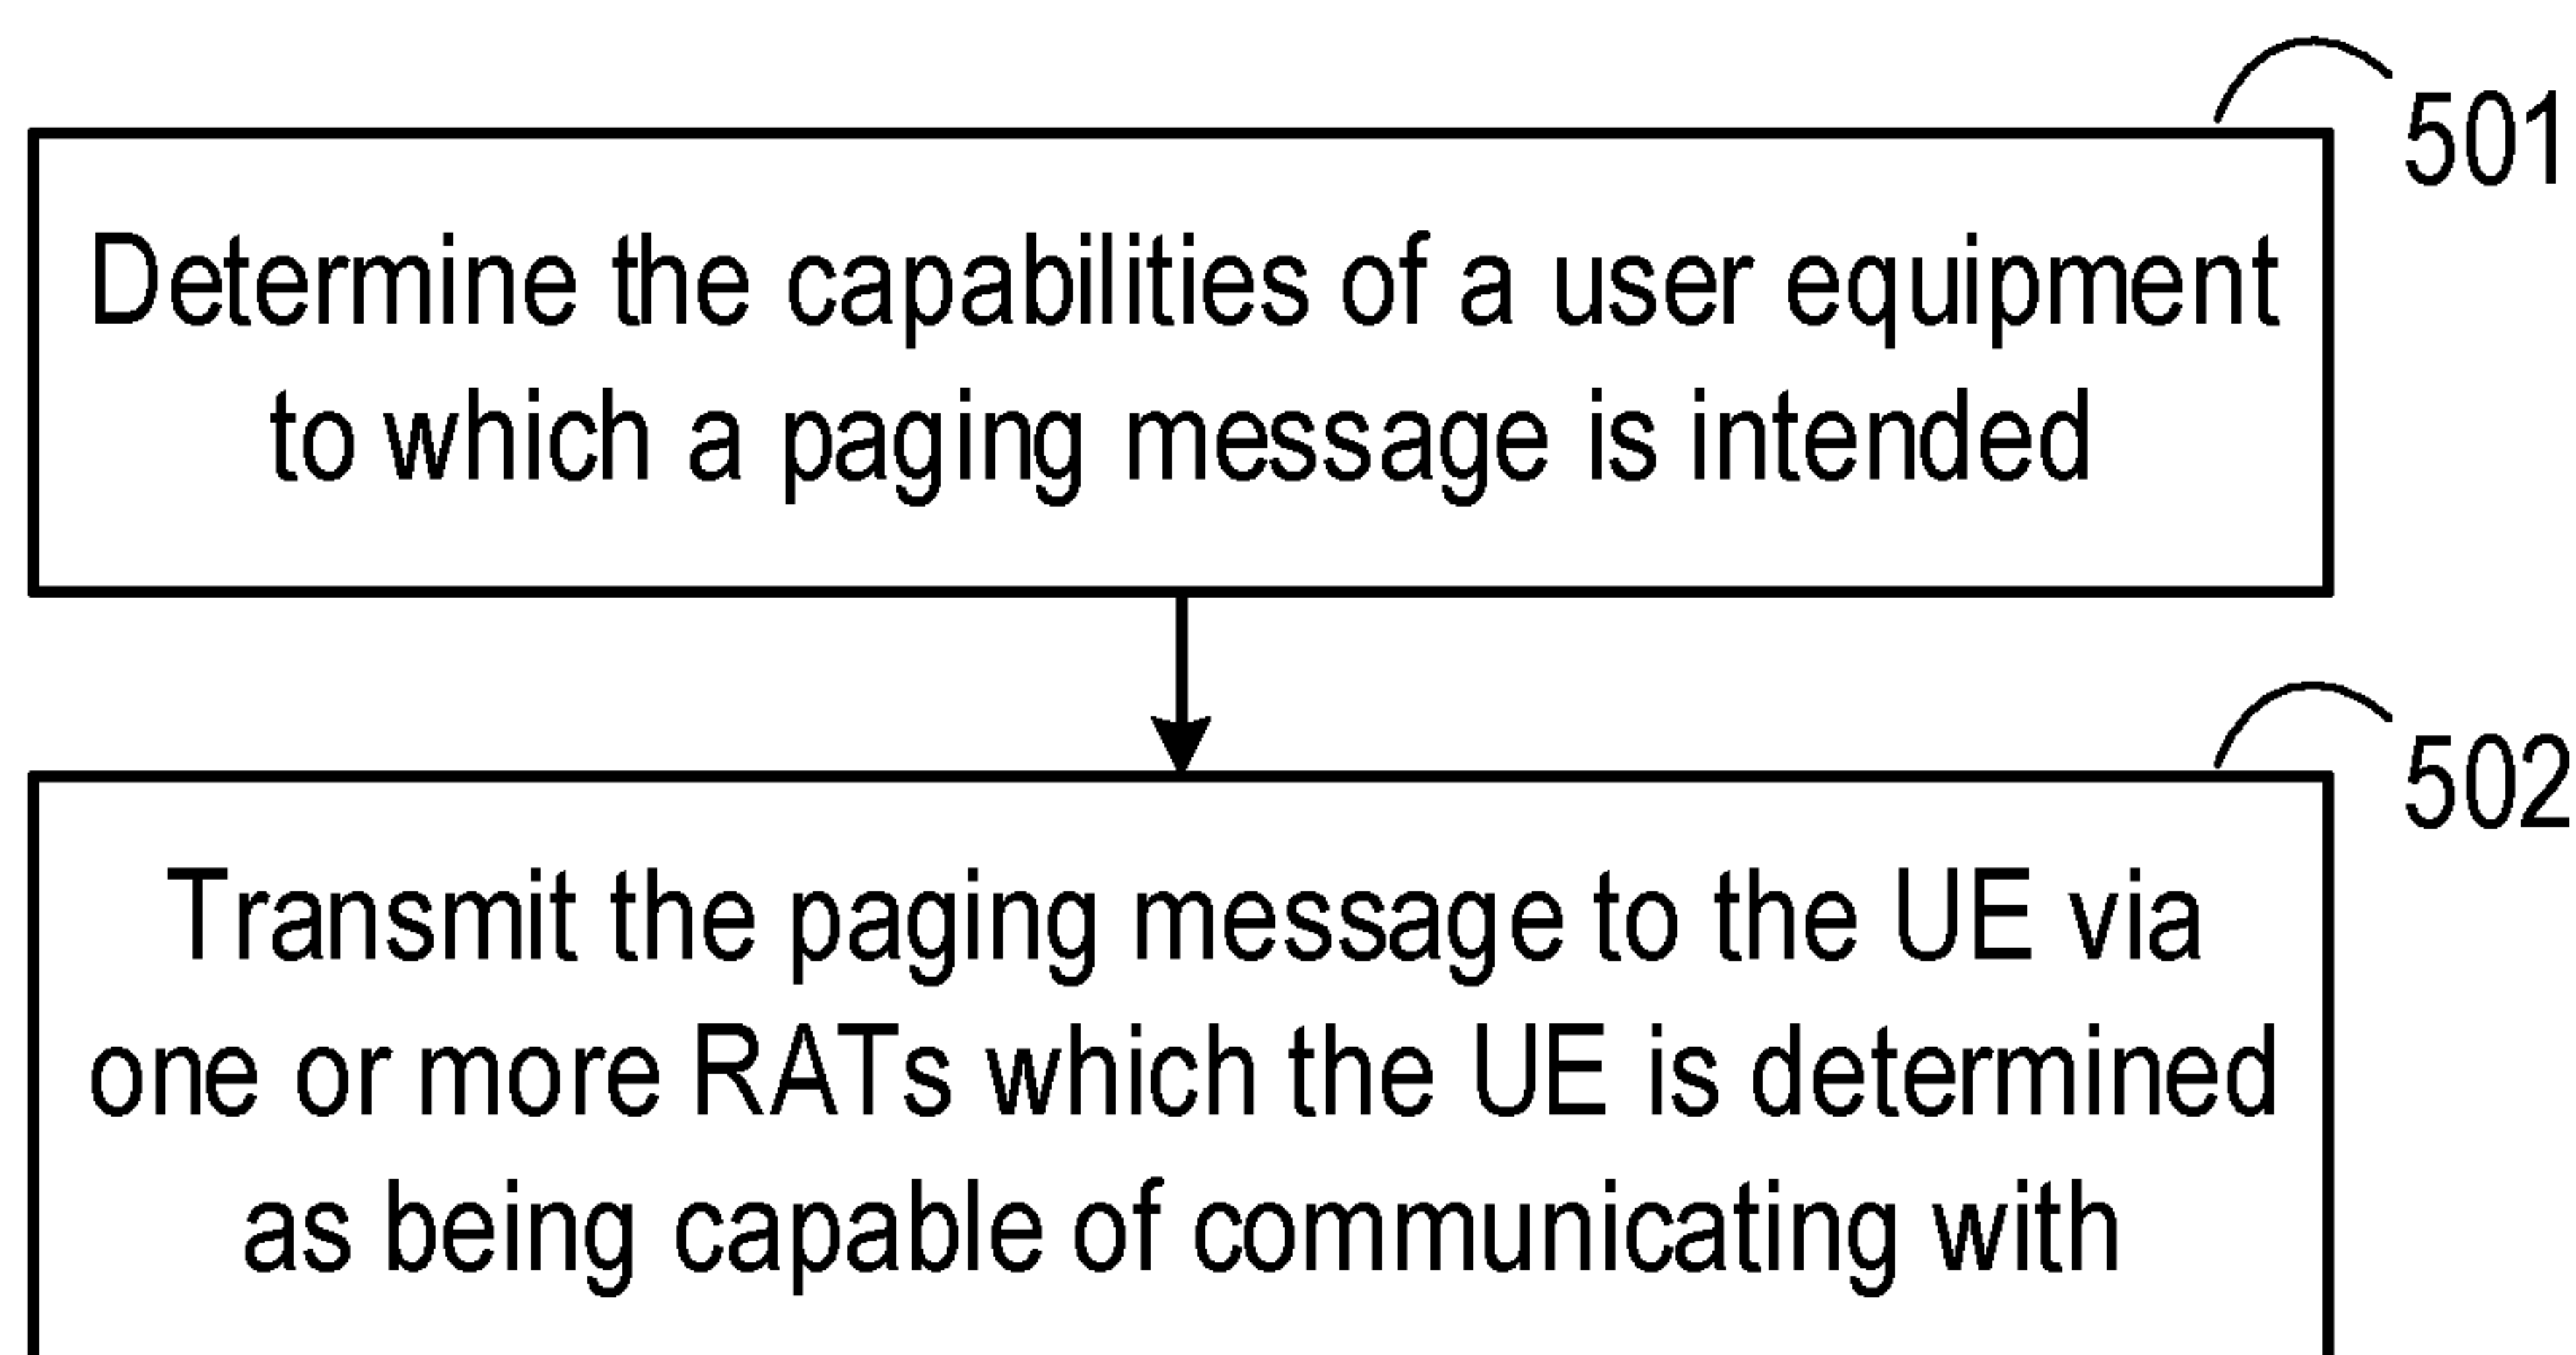 501
Determine the capabilities of a user equipment
to which a paging message is intended
502
Transmit the paging message to the UE via
one or more RATs which the UE is determined
as being capable of communicating with